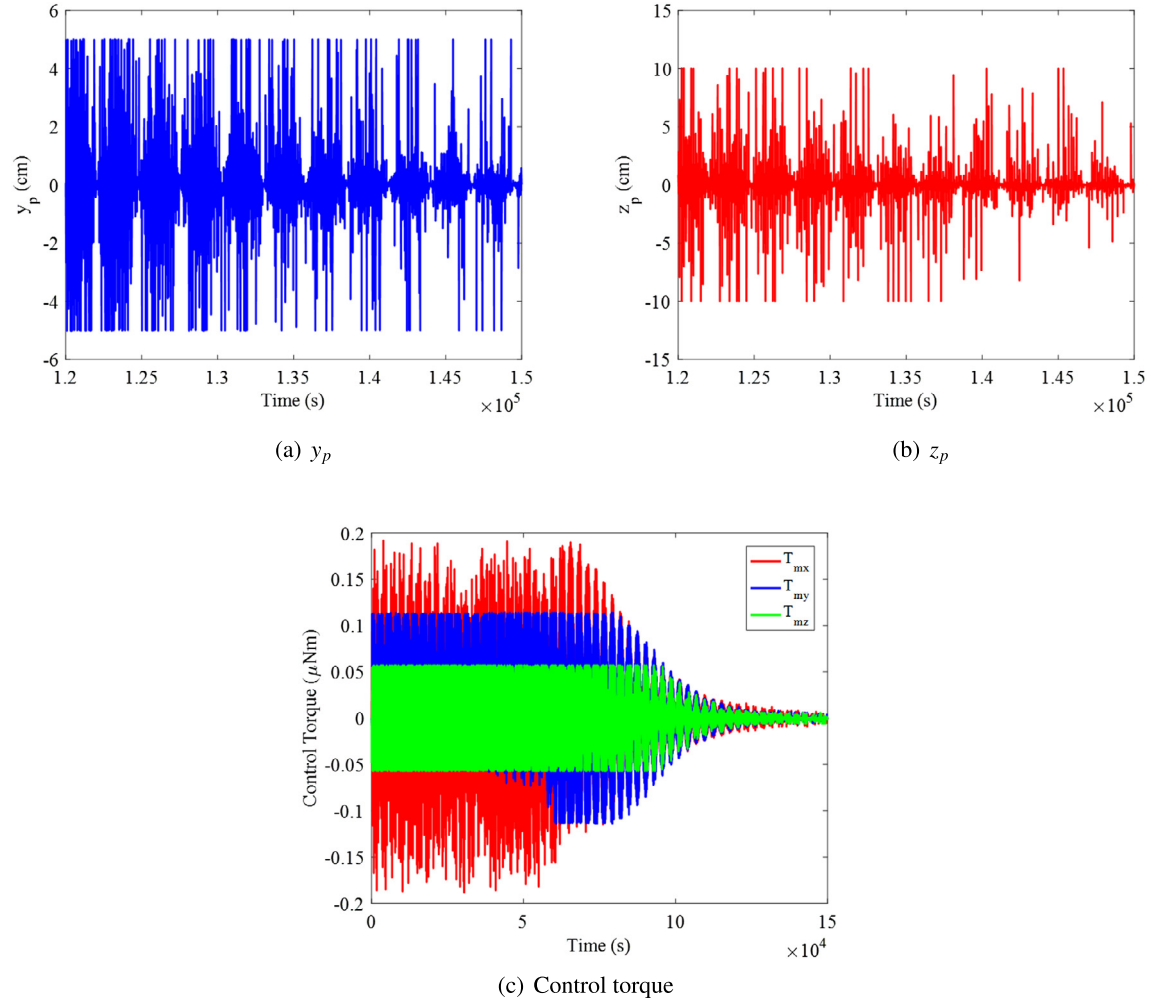 6
4
2
0
-2
-4
-6
y_p (cm)
1.2 1.25 1.3 1.35 1.4 1.45 1.5
Time (s)
×10^5
(a) y_p
15
10
5
0
-5
-10
-15
z_p (cm)
1.2 1.25 1.3 1.35 1.4 1.45 1.5
Time (s)
×10^5
(b) z_p
0.2
0.15
0.1
0.05
0
-0.05
-0.1
-0.15
-0.2
Control Torque (μNm)
T_mx
T_my
T_mz
0 5 10 15
Time (s)
×10^4
(c) Control torque